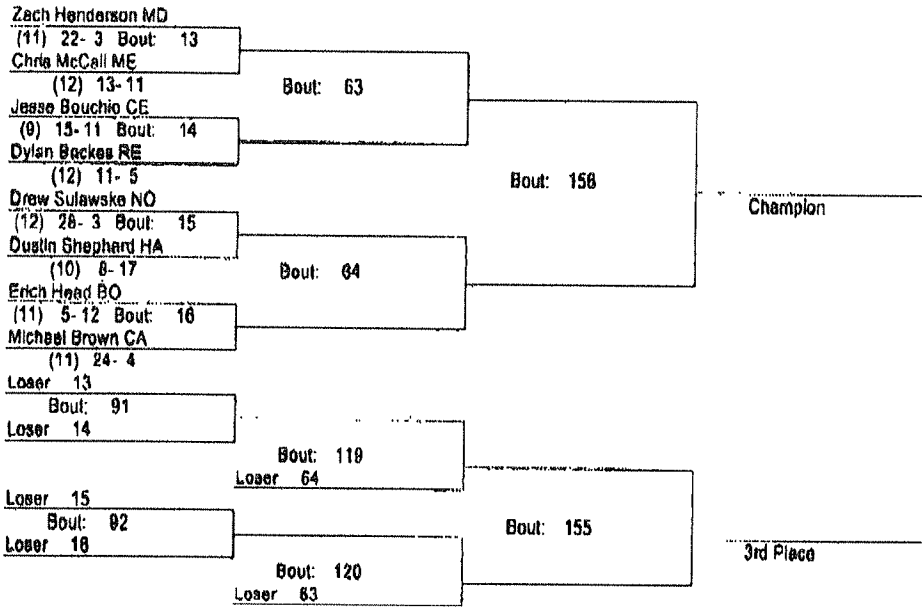 Zach Henderson MD
(11) 22- 3 Bout: 13
Chris McCall ME
(12) 13- 11
Jesse Bouchio CE
(9) 15- 11 Bout: 14
Dylan Backes RE
(12) 11- 5
Drew Sulawske NO
(12) 28- 3 Bout: 15
Dustin Shephard HA
(10) 8- 17
Erich Head BO
(11) 5- 12 Bout: 16
Michael Brown CA
(11) 24- 4
Bout: 63
Bout: 64
Bout: 156
Champion
Loser 13
Bout: 91
Loser 14
Loser 15
Bout: 92
Loser 16
Bout: 119
Loser 64
Bout: 120
Loser 63
Bout: 155
3rd Place